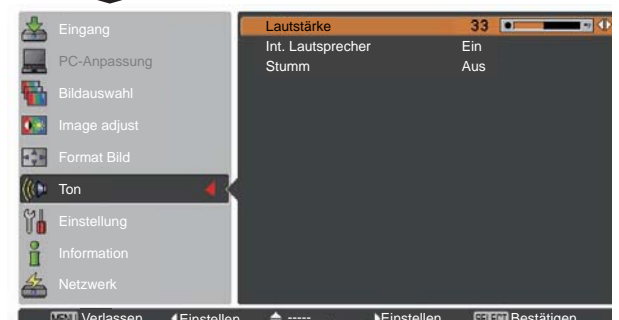 Eingang
PC-Anpassung
Bildauswahl
Image adjust
Format Bild
Ton
Einstellung
Information
Netzwerk
Lautstärke 33
Int. Lautsprecher Ein
Stumm Aus
Verlassen Einstellen ----- Einstellen SELECT Bestätigen